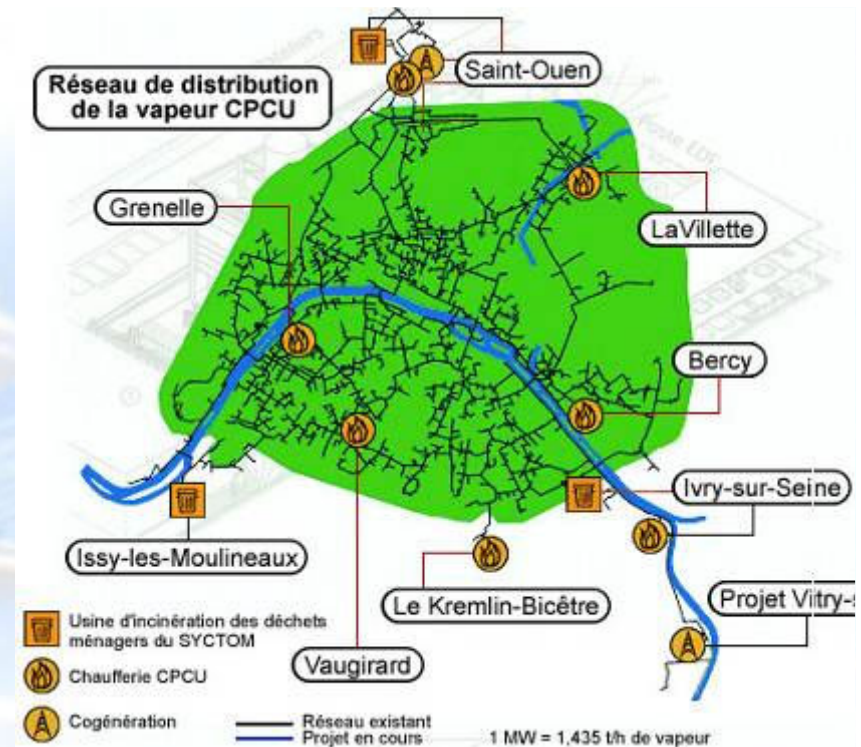 Saint-Ouen
Réseau de distribution
de la vapeur CPCU
Grenelle
LaVillette
Bercy
Ivry-sur-Seine
Issy-les-Moulineaux
Le Kremlin-Bicêtre
Projet Vitry-s
Vaugirard
Usine d'incinération des déchets
ménagers du SYCTOM
Chaufferie CPCU
Cogénération
Réseau existant
Projet en cours
1 MW = 1,435 t/h de vapeur